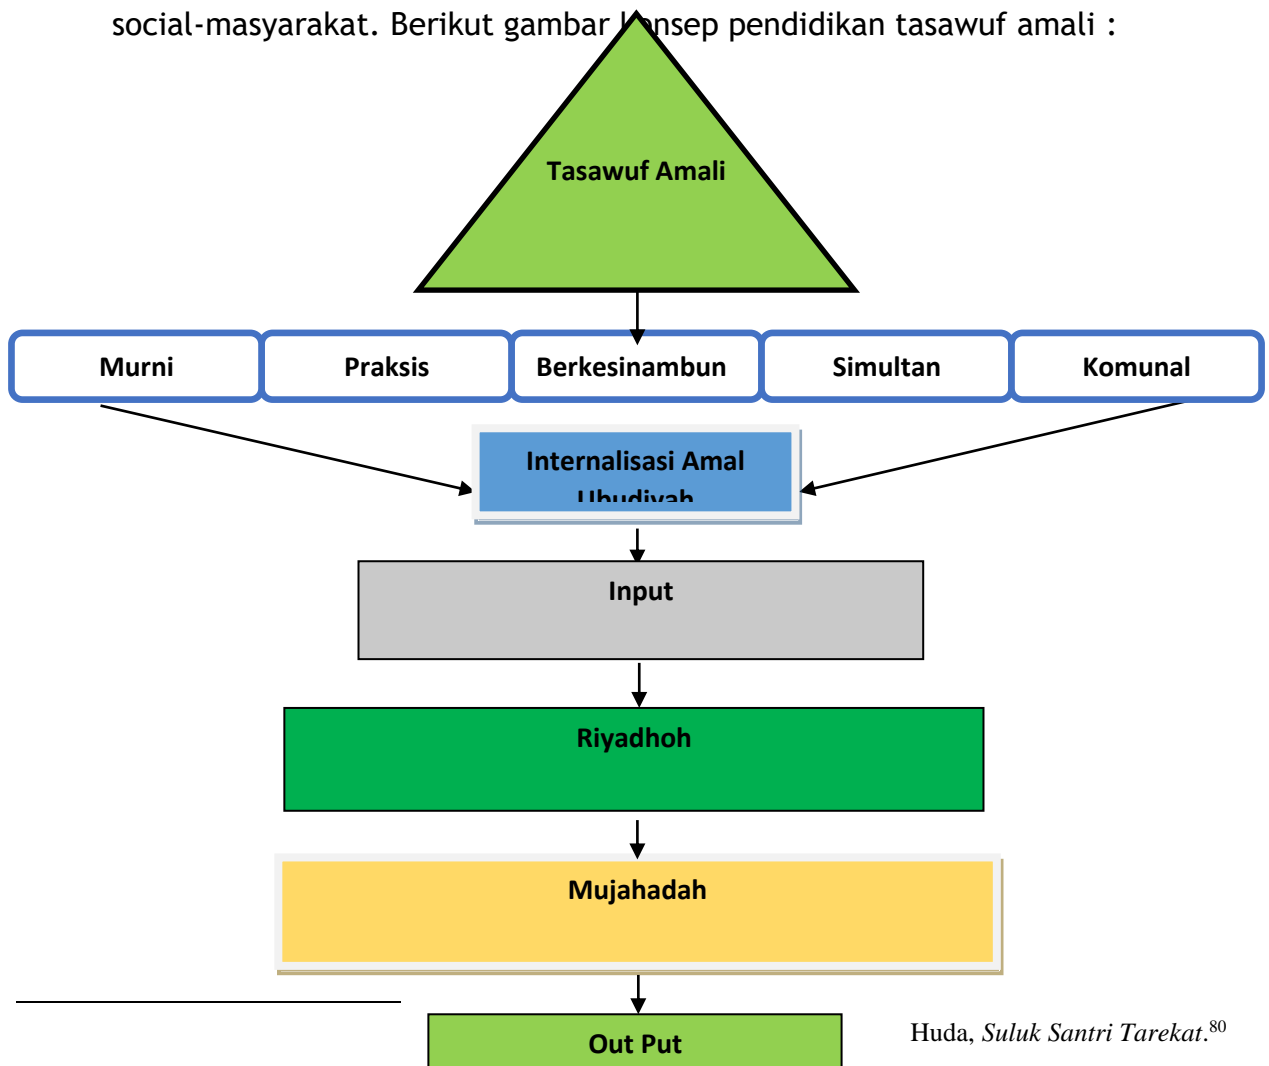 social-masyarakat. Berikut gambar konsep pendidikan tasawuf amali :
Tasawuf Amali
Murni Praksis Berkesinambun Simultan Komunal
Internalisasi Amal
Ubudiyah
Input
Riyadhoh
Mujahadah
Out Put
Huda, Suluk Santri Tarekat.80